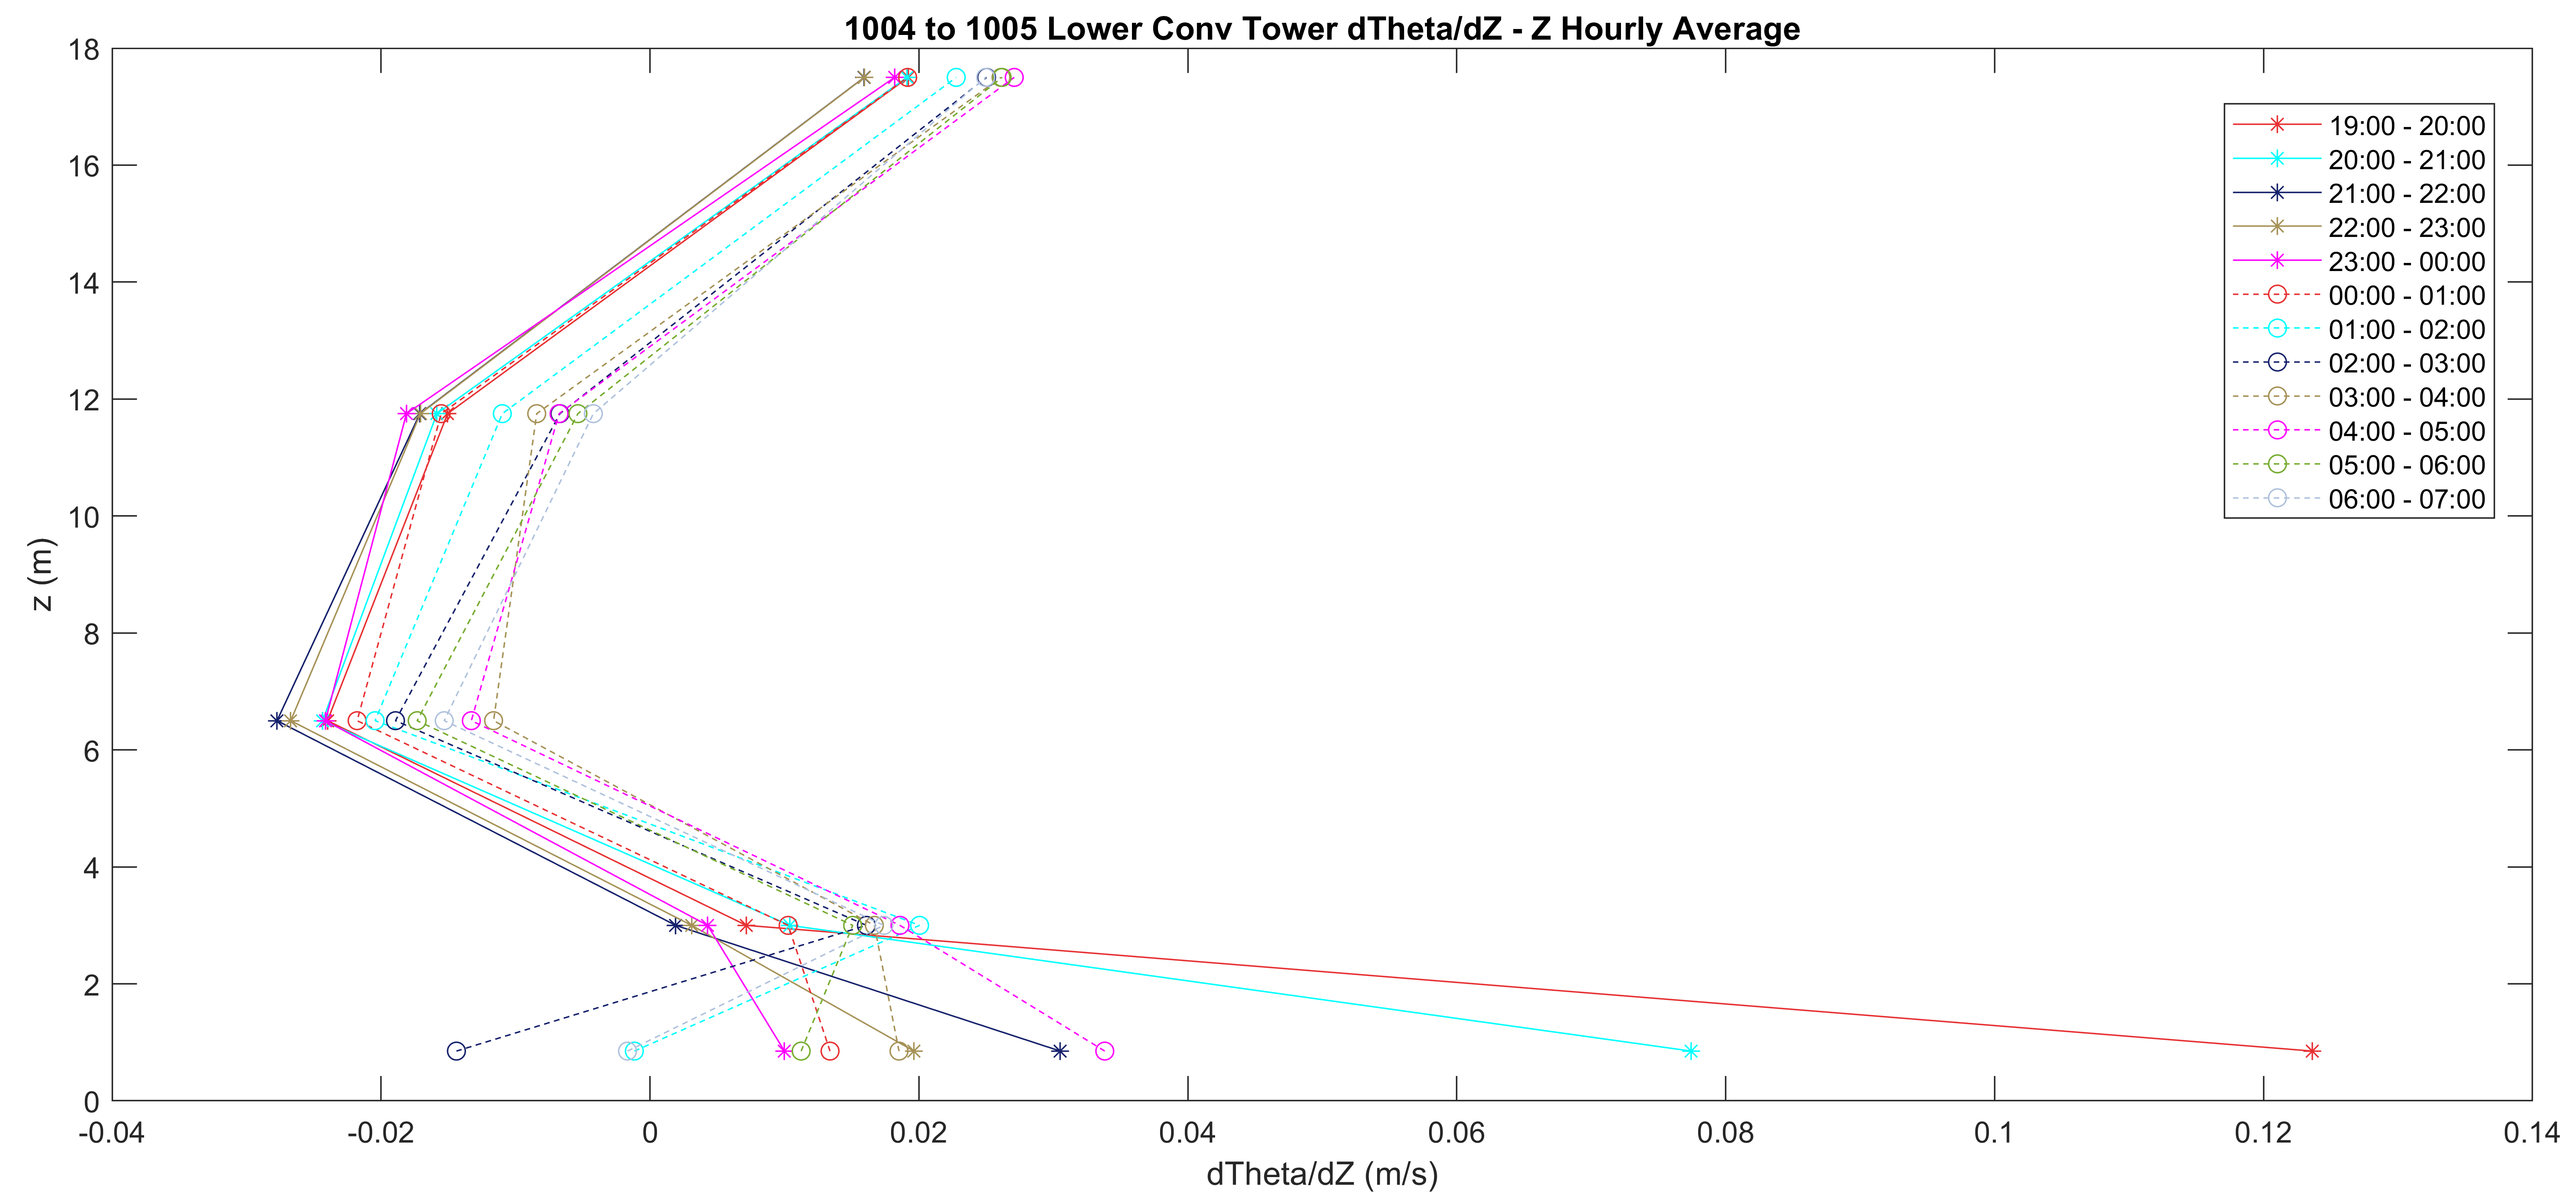 1004 to 1005 Lower Conv Tower dTheta/dZ - Z Hourly Average
18
16
14
12
10
8
6
4
2
0
z (m)
19:00 - 20:00
20:00 - 21:00
21:00 - 22:00
22:00 - 23:00
23:00 - 00:00
00:00 - 01:00
01:00 - 02:00
02:00 - 03:00
03:00 - 04:00
04:00 - 05:00
05:00 - 06:00
06:00 - 07:00
-0.04 -0.02 0 0.02 0.04 0.06 0.08 0.1 0.12 0.14
dTheta/dZ (m/s)